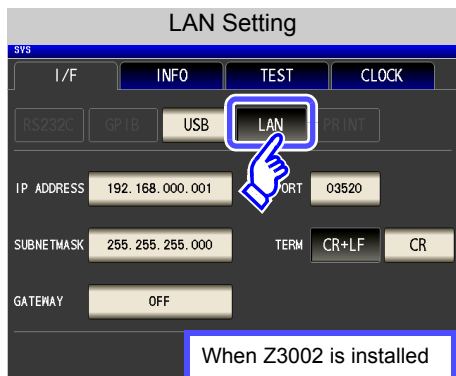 LAN Setting
SYS
I/F INFO TEST CLOCK
RS232C GPIB USB LAN PRINT
IP ADDRESS 192.168.000.001 PORT 03520
SUBNETMASK 255.255.255.000 TERM CR+LF CR
GATEWAY OFF
When Z3002 is installed